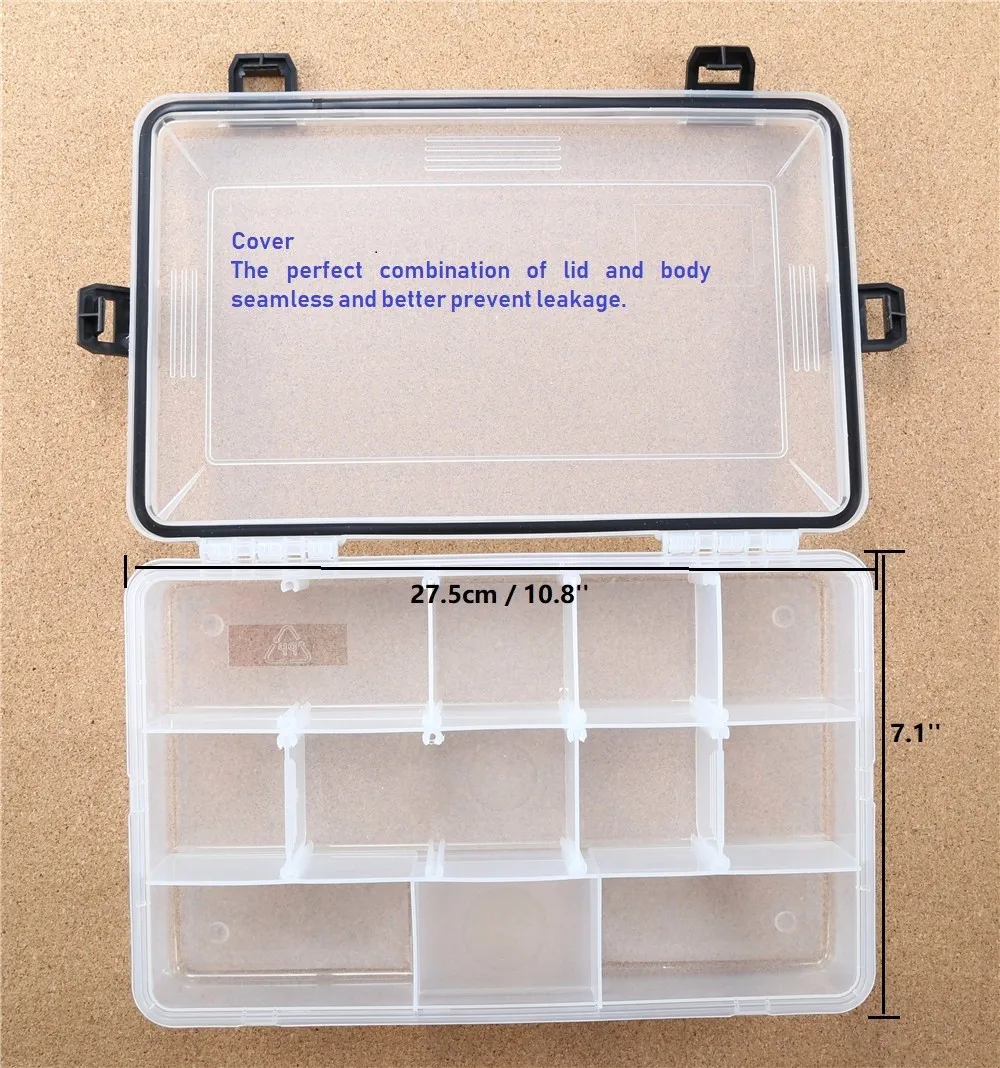 Cover
The perfect combination of lid and body
seamless and better prevent leakage.
27.5cm / 10.8''
PP
7.1''